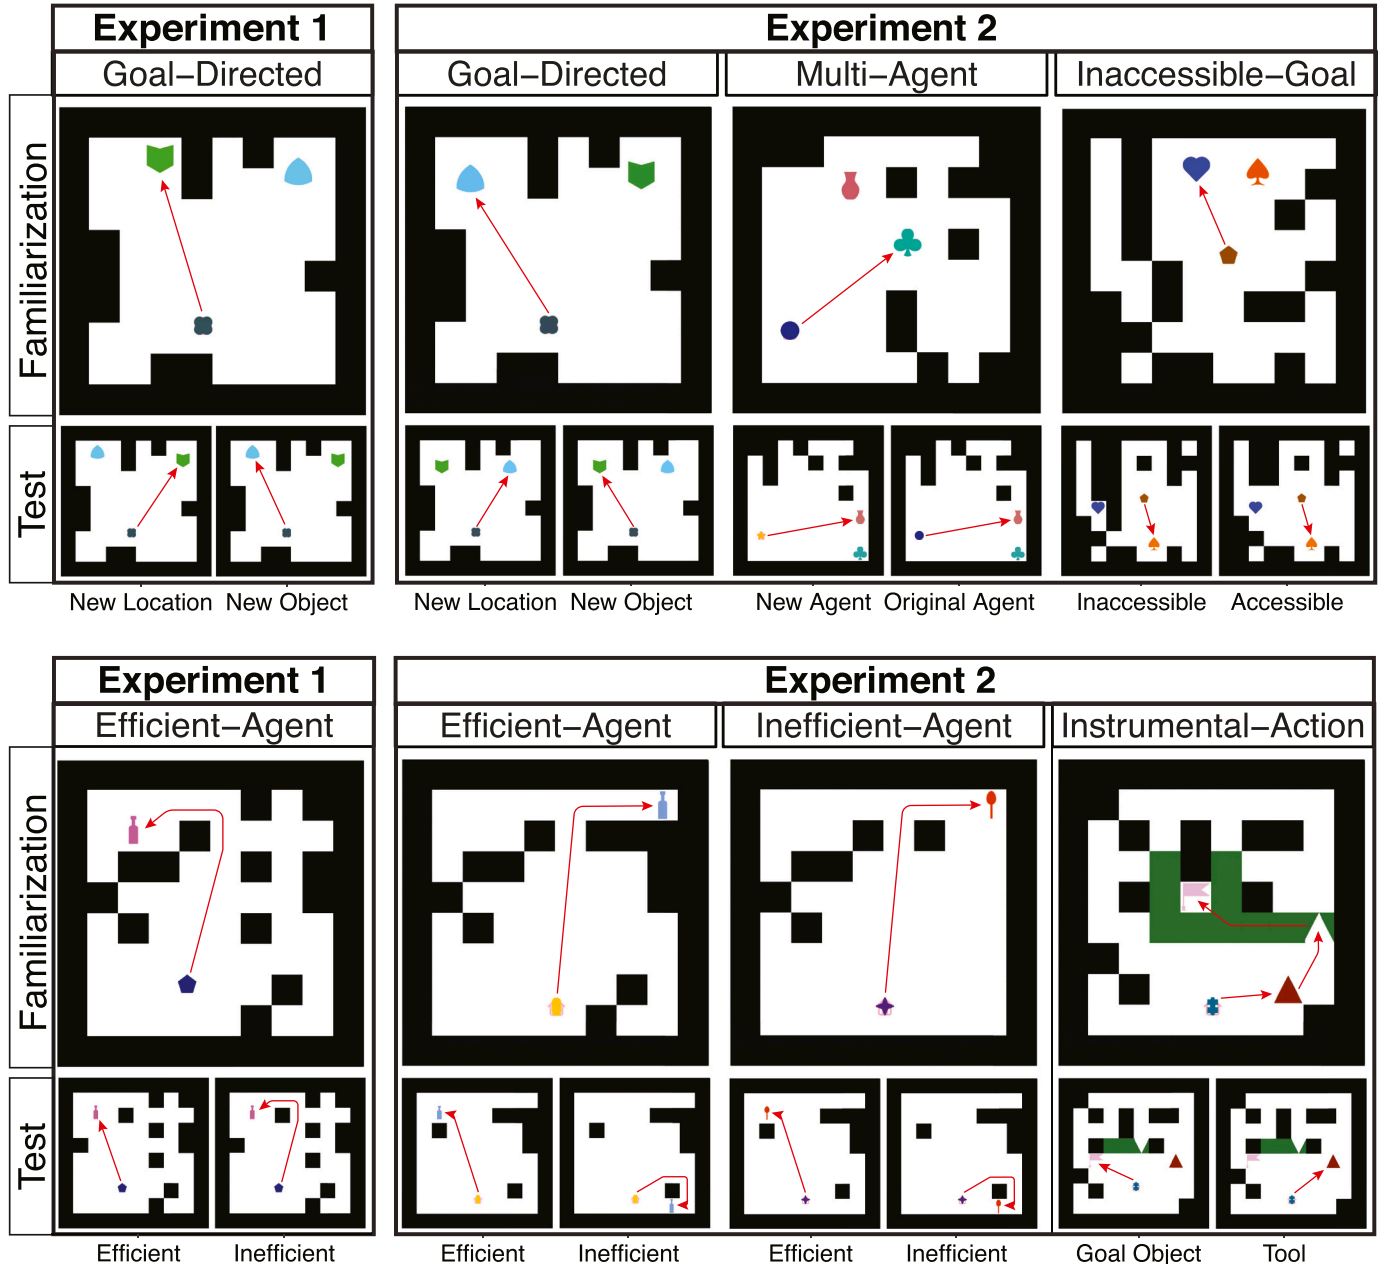 Experiment 1
Experiment 2
Goal–Directed
Goal–Directed
Multi–Agent
Inaccessible–Goal
Familiarization
Test
New Location
New Object
New Location
New Object
New Agent
Original Agent
Inaccessible
Accessible
Experiment 1
Experiment 2
Efficient–Agent
Efficient–Agent
Inefficient–Agent
Instrumental–Action
Familiarization
Test
Efficient
Inefficient
Efficient
Inefficient
Efficient
Inefficient
Goal Object
Tool